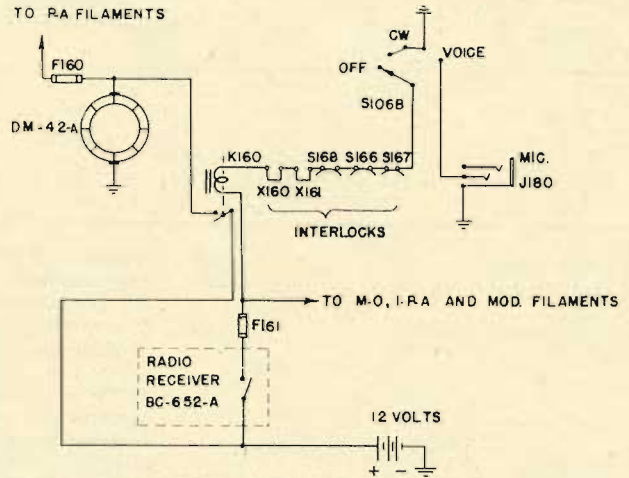 TO P.A FILAMENTS
F160
DM-42-A
CW
VOICE
OFF
S106B
K160
X160 X161
S168 S166 S167
MIC.
J180
INTERLOCKS
TO M-O, I-P.A AND MOD. FILAMENTS
F161
RADIO
RECEIVER
BC-652-A
12 VOLTS
+ -